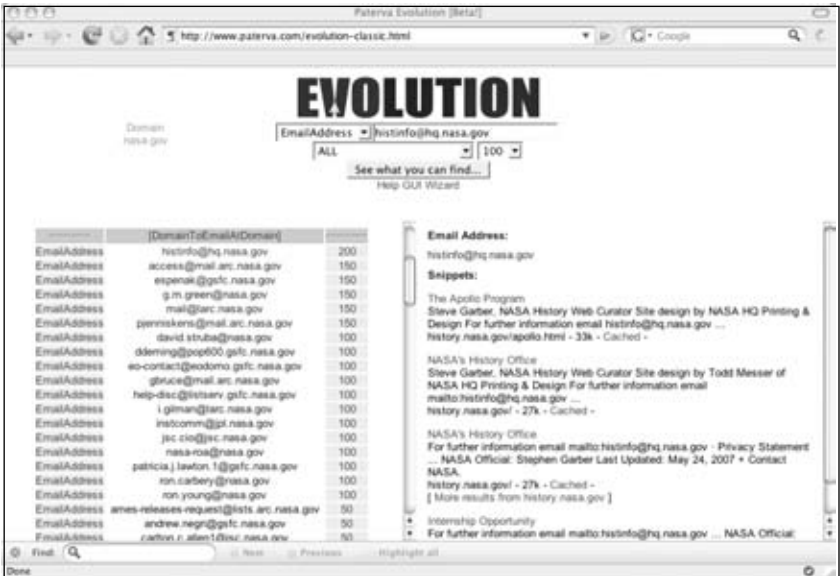 Paterva Evolution [Beta!]
http://www.paterva.com/evolution-classic.html
Google
EVOLUTION
Domain
nasa.gov
EmailAddress
histinfo@hq.nasa.gov
ALL
100
See what you can find...
Help GUI Wizard
[DomainToEmailAtDomain]
EmailAddress histinfo@hq.nasa.gov 200
EmailAddress access@mail.arc.nasa.gov 150
EmailAddress espenak@gsfc.nasa.gov 150
EmailAddress g.m.green@nasa.gov 150
EmailAddress mail@larc.nasa.gov 150
EmailAddress pjenniskens@mail.arc.nasa.gov 150
EmailAddress david.struba@nasa.gov 100
EmailAddress ddeming@pop600.gsfc.nasa.gov 100
EmailAddress eo-contact@eodomo.gsfc.nasa.gov 100
EmailAddress gbruce@mail.arc.nasa.gov 100
EmailAddress help-disc@listserv.gsfc.nasa.gov 100
EmailAddress i.gilman@larc.nasa.gov 100
EmailAddress instcomm@jpl.nasa.gov 100
EmailAddress jsc.cio@jsc.nasa.gov 100
EmailAddress nasa-roa@nasa.gov 100
EmailAddress patricia.j.lawton.1@gsfc.nasa.gov 100
EmailAddress ron.carbery@nasa.gov 100
EmailAddress ron.young@nasa.gov 100
EmailAddress ames-releases-request@lists.arc.nasa.gov 50
EmailAddress andrew.negri@gsfc.nasa.gov 50
EmailAddress carlton.c.allen1@jsc.nasa.gov 50
Email Address:
histinfo@hq.nasa.gov
Snippets:
The Apollo Program
Steve Garber, NASA History Web Curator Site design by NASA HQ Printing &
Design For further information email histinfo@hq.nasa.gov ...
history.nasa.gov/apollo.html - 33k - Cached -
NASA's History Office
Steve Garber, NASA History Web Curator Site design by Todd Messer of
NASA HQ Printing & Design For further information email
mailto:histinfo@hq.nasa.gov ...
history.nasa.gov/ - 27k - Cached -
NASA's History Office
For further information email mailto:histinfo@hq.nasa.gov · Privacy Statement
... NASA Official: Stephen Garber Last Updated: May 24, 2007 + Contact
NASA.
history.nasa.gov/ - 27k - Cached -
[ More results from history.nasa.gov ]
Internship Opportunity
For further information email mailto:histinfo@hq.nasa.gov ... NASA Official:
Find:
Next
Previous
Highlight all
Done